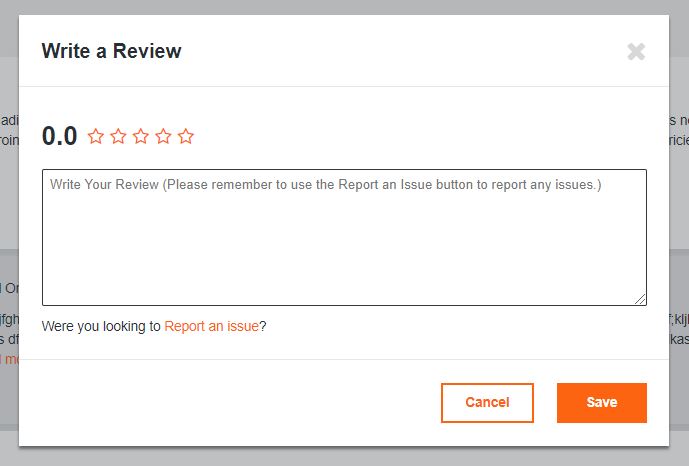 Write a Review
0.0
Write Your Review (Please remember to use the Report an Issue button to report any issues.)
Were you looking to Report an issue?
Cancel
Save